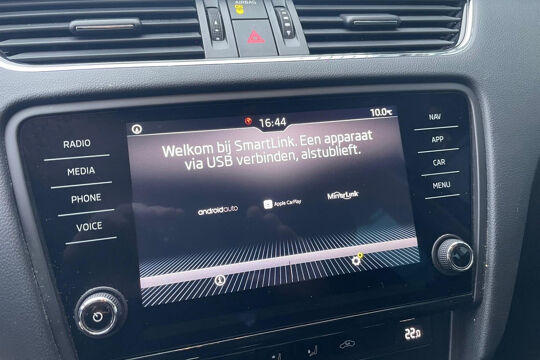 AIRBAG
16:44
10.0°C
Welkom bij SmartLink. Een apparaat
via USB verbinden, alstublieft.
androidauto
Apple CarPlay
MirrorLink
RADIO
MEDIA
PHONE
VOICE
NAV
APP
CAR
MENU
22.0